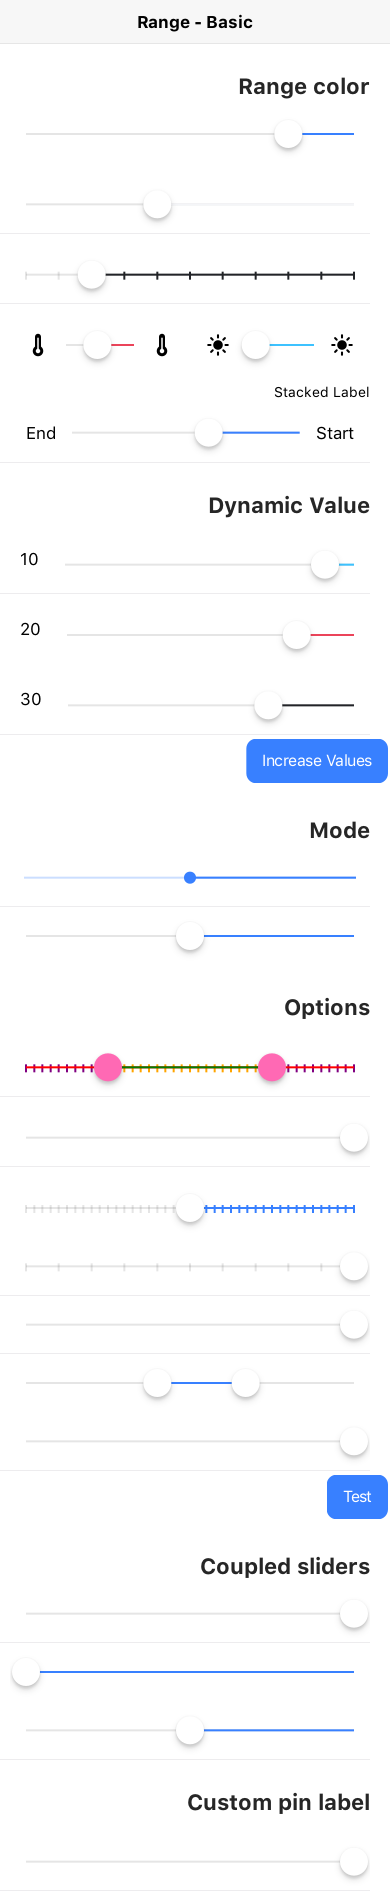 Range - Basic
Range color
Stacked Label
End
Start
Dynamic Value
10
20
30
Increase Values
Mode
Options
Test
Coupled sliders
Custom pin label